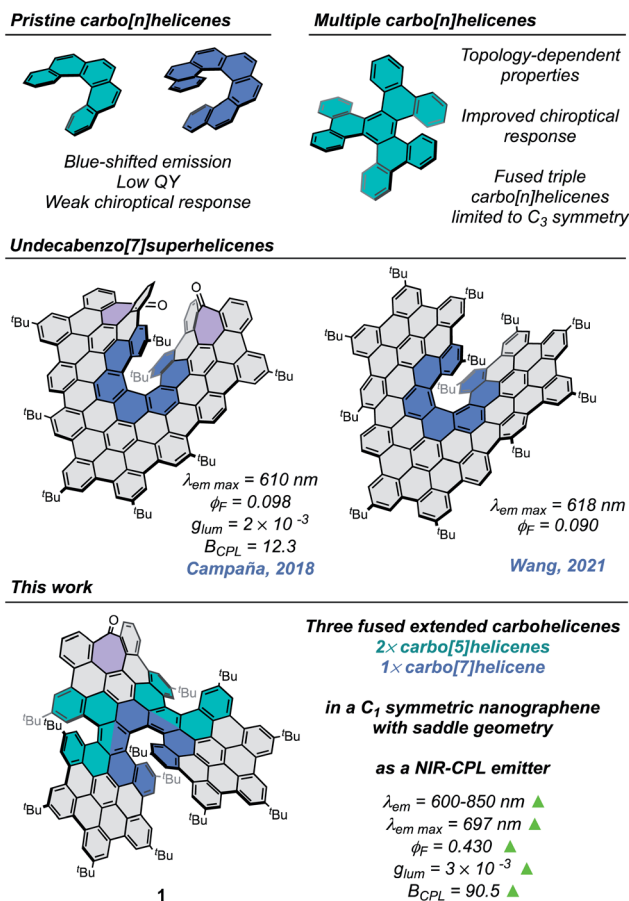 Pristine carbo[n]helicenes
Blue-shifted emission
Low QY
Weak chiroptical response
Multiple carbo[n]helicenes
Topology-dependent
properties
Improved chiroptical
response
Fused triple
carbo[n]helicenes
limited to C3 symmetry
Undecabenzo[7]superhelicenes
tBu
O
O
tBu
tBu
tBu
tBu
tBu
tBu
λem max = 610 nm
ϕF = 0.098
glum = 2 × 10 -3
BCPL = 12.3
Campaña, 2018
tBu
tBu
tBu
tBu
tBu
tBu
tBu
tBu
tBu
λem max = 618 nm
ϕF = 0.090
Wang, 2021
This work
O
tBu
tBu
tBu
tBu
tBu
tBu
tBu
tBu
tBu
tBu
tBu
tBu
1
Three fused extended carbohelicenes
2× carbo[5]helicenes
1× carbo[7]helicene
in a C1 symmetric nanographene
with saddle geometry
as a NIR-CPL emitter
λem = 600-850 nm
λem max = 697 nm
ϕF = 0.430
glum = 3 × 10 -3
BCPL = 90.5